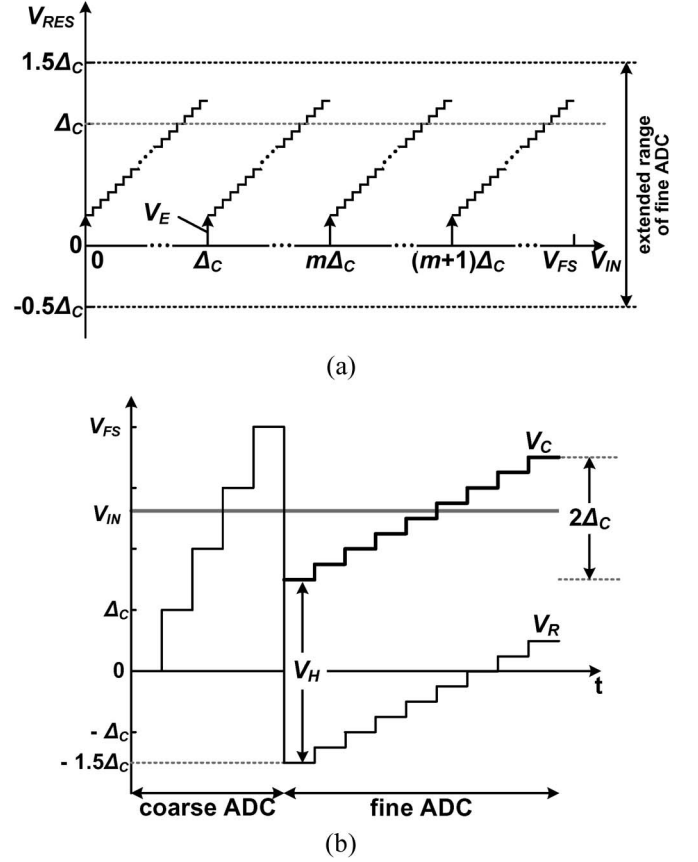 V_RES
1.5Δ_C
Δ_C
V_E
0
0
Δ_C
mΔ_C
(m+1)Δ_C
V_FS
V_IN
-0.5Δ_C
extended range
of fine ADC
(a)
V_FS
V_C
V_IN
2Δ_C
Δ_C
V_R
0
V_H
t
- Δ_C
- 1.5Δ_C
coarse ADC
fine ADC
(b)